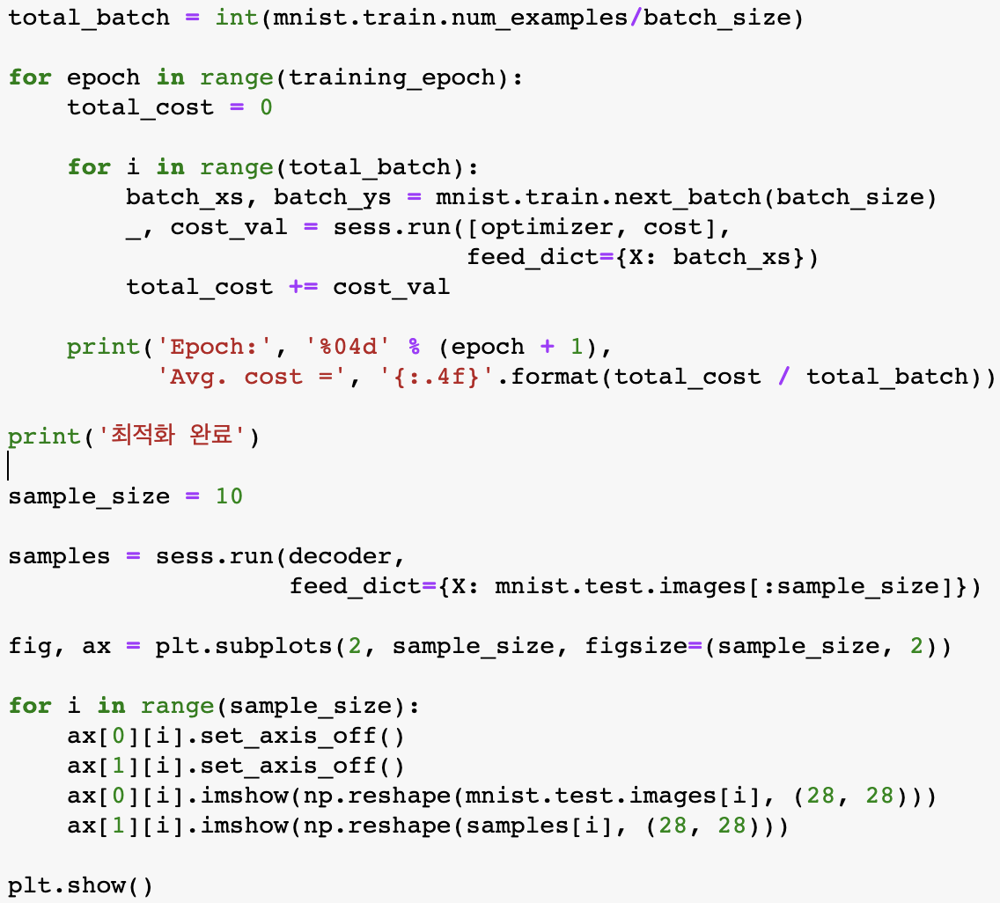 total_batch = int(mnist.train.num_examples/batch_size)

for epoch in range(training_epoch):
    total_cost = 0

    for i in range(total_batch):
        batch_xs, batch_ys = mnist.train.next_batch(batch_size)
        _, cost_val = sess.run([optimizer, cost],
                               feed_dict={X: batch_xs})
        total_cost += cost_val

    print('Epoch:', '%04d' % (epoch + 1),
          'Avg. cost =', '{:.4f}'.format(total_cost / total_batch))

print('최적화 완료')

sample_size = 10

samples = sess.run(decoder,
                   feed_dict={X: mnist.test.images[:sample_size]})

fig, ax = plt.subplots(2, sample_size, figsize=(sample_size, 2))

for i in range(sample_size):
    ax[0][i].set_axis_off()
    ax[1][i].set_axis_off()
    ax[0][i].imshow(np.reshape(mnist.test.images[i], (28, 28)))
    ax[1][i].imshow(np.reshape(samples[i], (28, 28)))

plt.show()